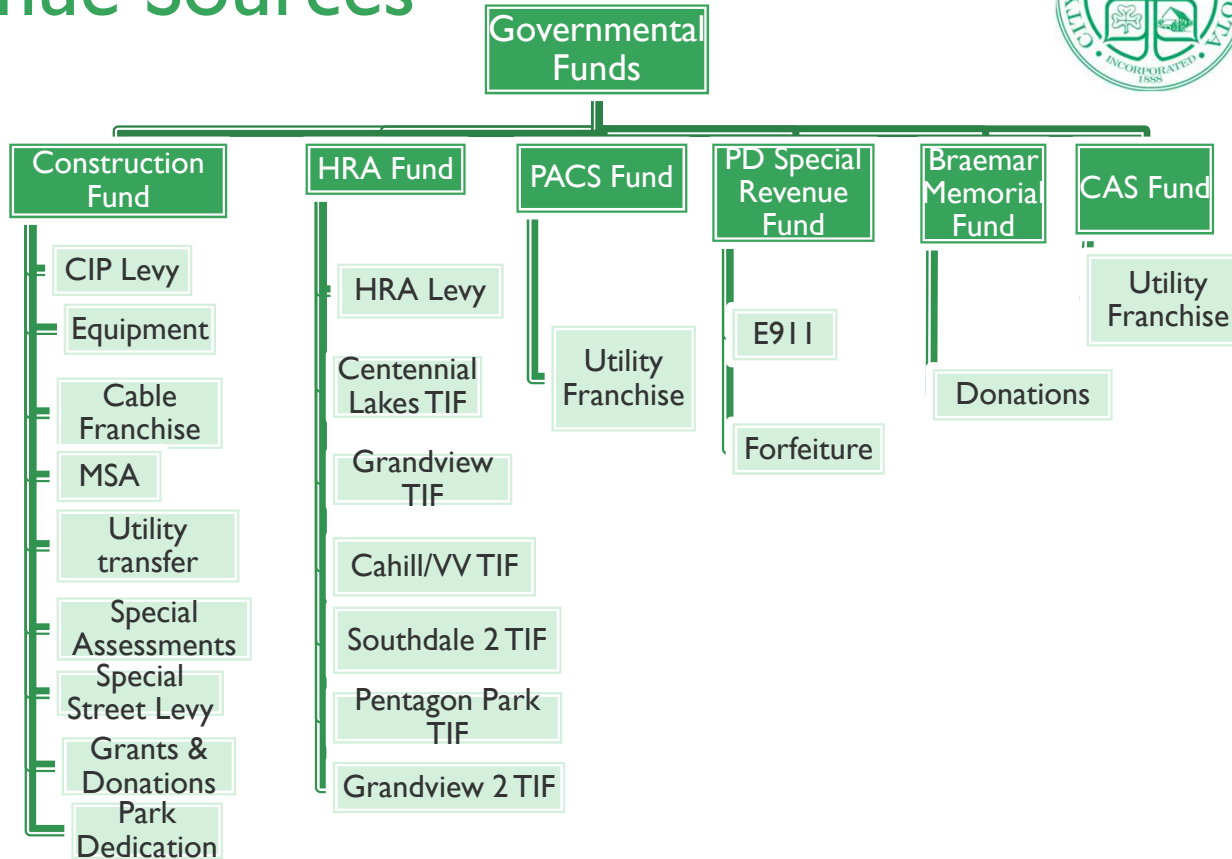 Sources
Governmental
Funds
INCORPORATED
1888
Construction
Fund
CIP Levy
Equipment
Cable
Franchise
MSA
Utility
transfer
Special
Assessments
Special
Street Levy
Grants &
Donations
Park
Dedication
HRA Fund
HRA Levy
Centennial
Lakes TIF
Grandview
TIF
Cahill/VV TIF
Southdale 2 TIF
Pentagon Park
TIF
Grandview 2 TIF
PACS Fund
Utility
Franchise
PD Special
Revenue
Fund
E911
Forfeiture
Braemar
Memorial
Fund
Donations
CAS Fund
Utility
Franchise